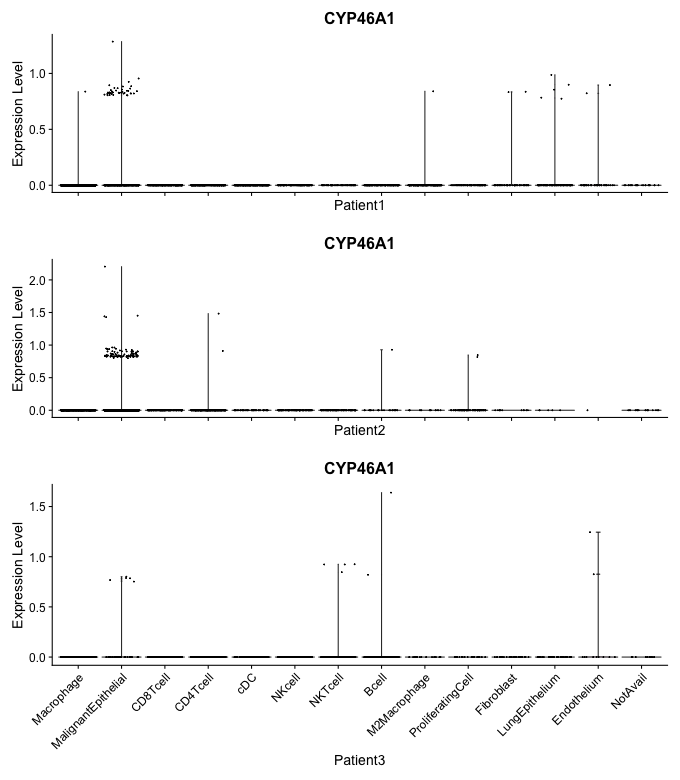 CYP46A1
Expression Level
1.0
0.5
0.0
Patient1
CYP46A1
Expression Level
2.0
1.5
1.0
0.5
0.0
Patient2
CYP46A1
Expression Level
1.5
1.0
0.5
0.0
Macrophage
MalignantEpithelial
CD8Tcell
CD4Tcell
cDC
NKcell
NKTcell
Bcell
M2Macrophage
ProliferatingCell
Fibroblast
LungEpithelium
Endothelium
NotAvail
Patient3